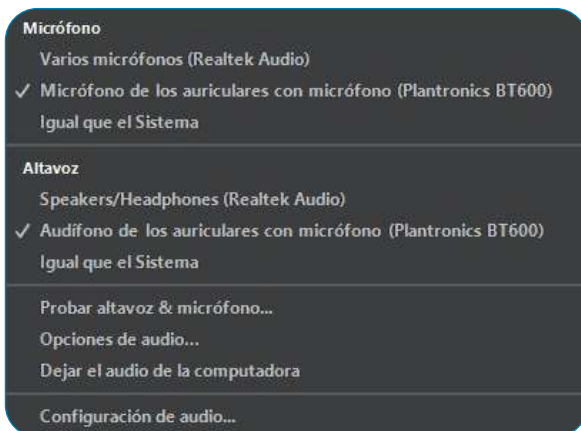 Micrófono
Varios micrófonos (Realtek Audio)
✓ Micrófono de los auriculares con micrófono (Plantronics BT600)
Igual que el Sistema
Altavoz
Speakers/Headphones (Realtek Audio)
✓ Audífono de los auriculares con micrófono (Plantronics BT600)
Igual que el Sistema
Probar altavoz & micrófono...
Opciones de audio...
Dejar el audio de la computadora
Configuración de audio...